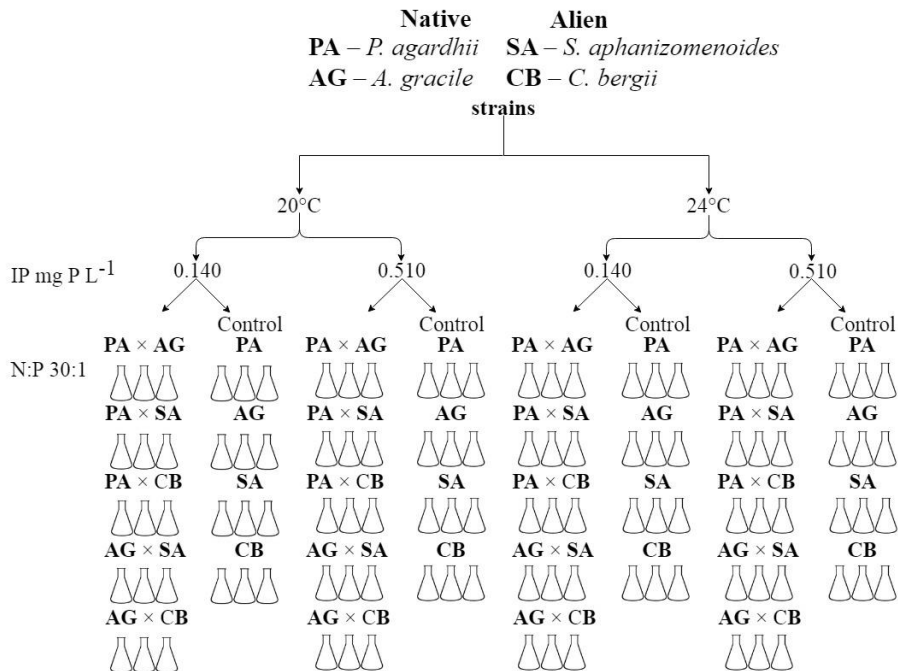 Native Alien
PA – P. agardhii SA – S. aphanizomenoides
AG – A. gracile CB – C. bergii
strains
20°C 24°C
IP mg P L-1 0.140 0.510 0.140 0.510
Control Control Control Control
PA × AG PA PA × AG PA PA × AG PA PA × AG PA
N:P 30:1
PA × SA AG PA × SA AG PA × SA AG PA × SA AG
PA × CB SA PA × CB SA PA × CB SA PA × CB SA
AG × SA CB AG × SA CB AG × SA CB AG × SA CB
AG × CB AG × CB AG × CB AG × CB